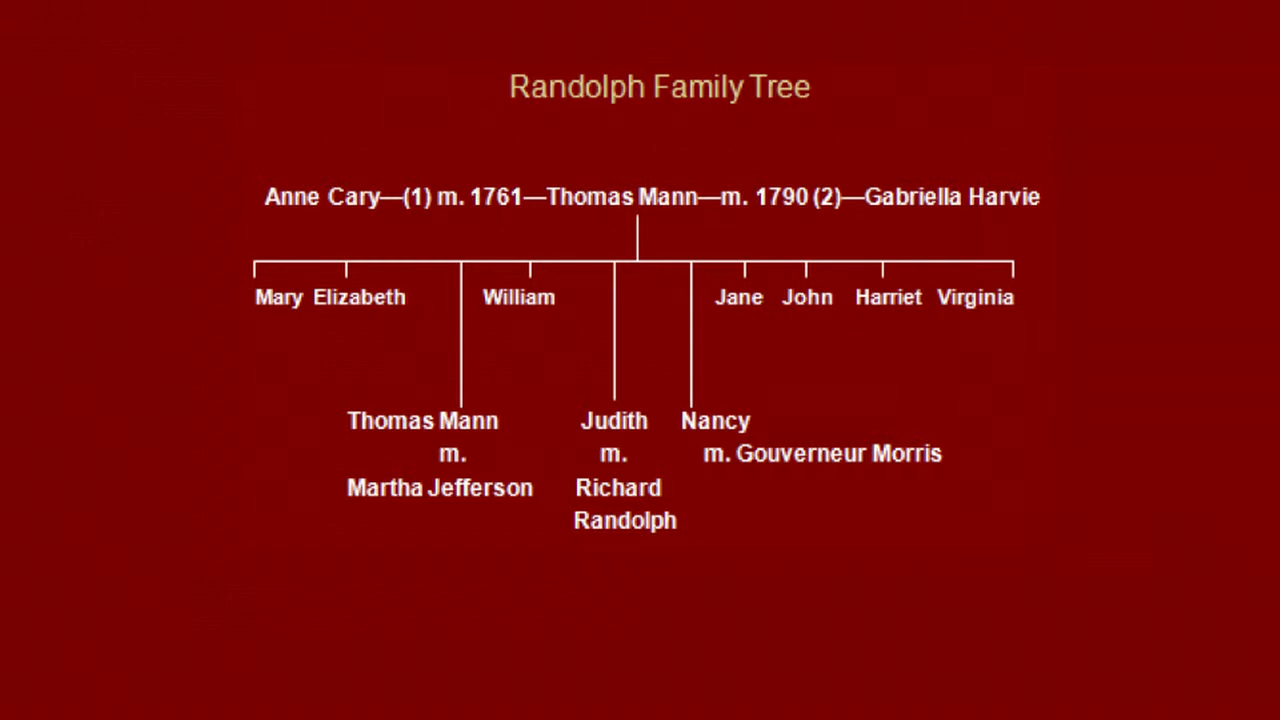 Randolph Family Tree
Anne Cary—(1) m. 1761—Thomas Mann—m. 1790 (2)—Gabriella Harvie
Mary Elizabeth William Jane John Harriet Virginia
Thomas Mann Judith Nancy
m. m. m. Gouverneur Morris
Martha Jefferson Richard
Randolph